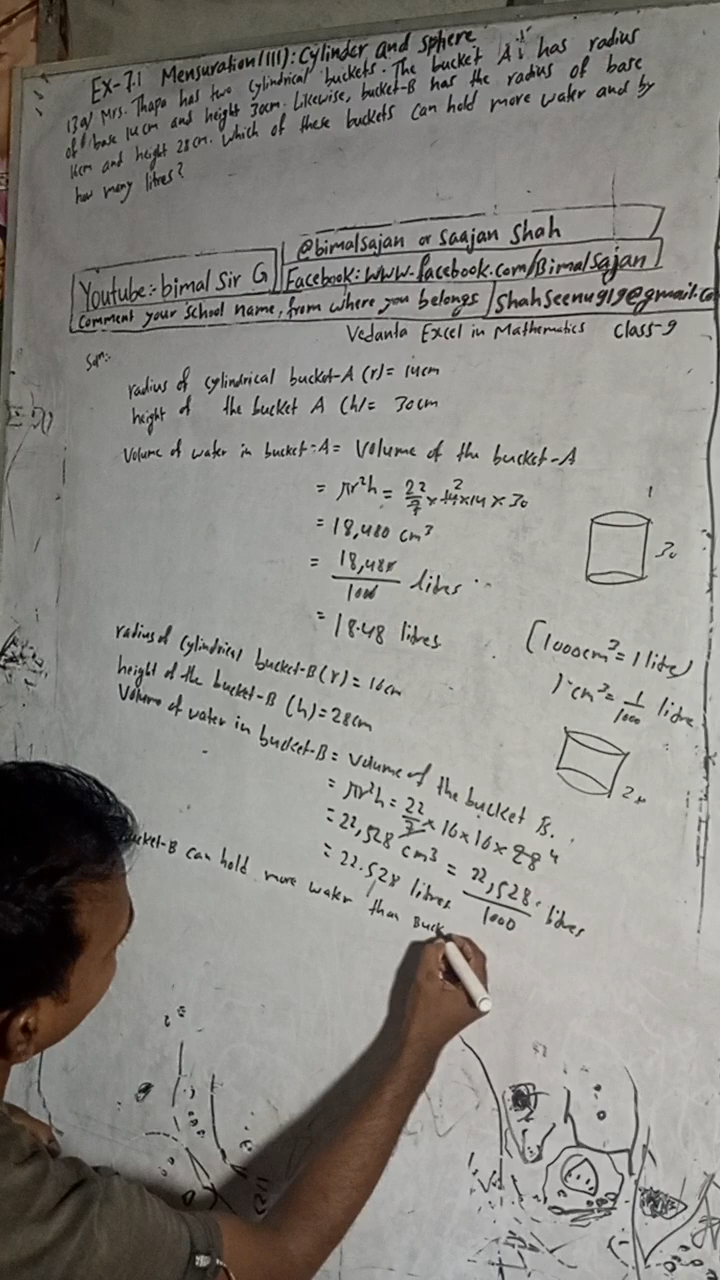 EX-7.1 Mensuration(III): Cylinder and sphere
13a) Mrs. Thapa has two cylindrical buckets. The bucket A has radius
of base 14cm and height 30cm. Likewise, bucket-B has the radius of base
16cm and height 28cm. Which of these buckets can hold more water and by
how many litres?
@bimalsajan or Saajan Shah
Youtube:- bimal Sir G
Facebook: www.facebook.com/Bimalsajan
Comment your school name, from where you belongs
Shahseenu919@gmail.co
Vedanta Excel in Mathematics Class-9
Soln:-
radius of cylindrical bucket-A (r)= 14cm
height of the bucket A (h)= 30cm
Volume of water in bucket-A= Volume of the bucket-A
= πr²h = 22/7 × 14 2 ×14 × 30
= 18,480 cm³
= 18,480/1000 litres
= 18.48 litres
30
(1000cm³ = 1 litre)
1 cm³ = 1/1000 litre
radius of cylindrical bucket-B(r) = 16cm
height of the bucket-B (h)=28cm
Volume of water in bucket-B = volume of the bucket B.
= πr²h = 22/7 × 16 × 16 × 28 4
= 22,528 cm³ = 22,528/1000 litres
= 22.528 litres
ucket-B can hold more water than Buck